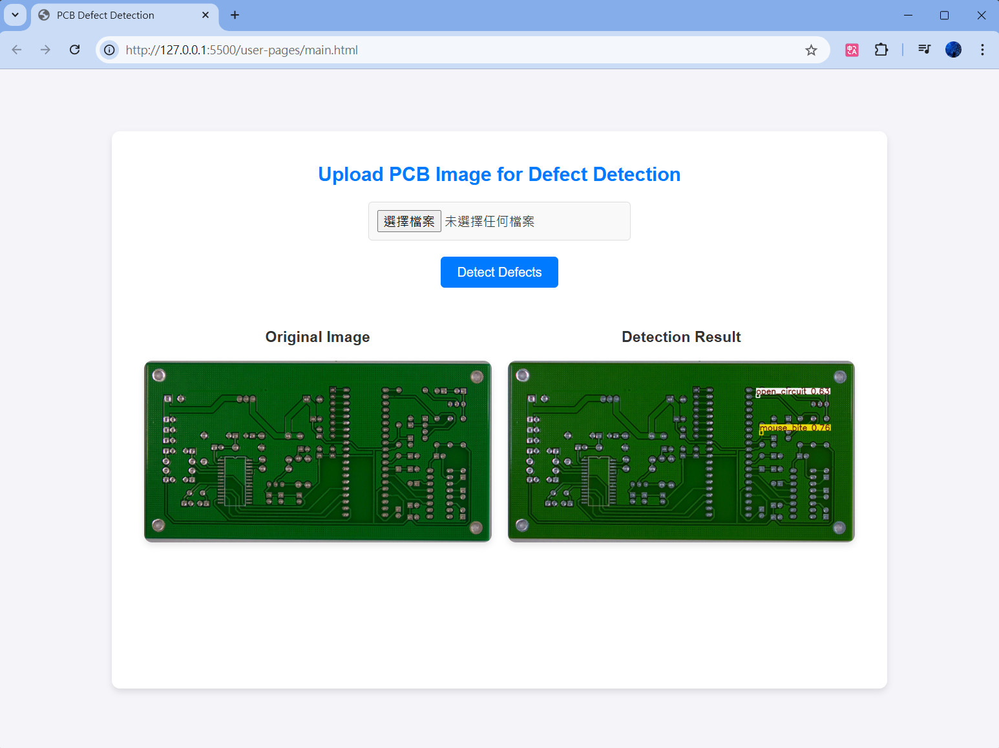 PCB Defect Detection
http://127.0.0.1:5500/user-pages/main.html
Upload PCB Image for Defect Detection
選擇檔案 未選擇任何檔案
Detect Defects
Original Image
Detection Result
open_circuit 0.63
mouse_bite 0.76